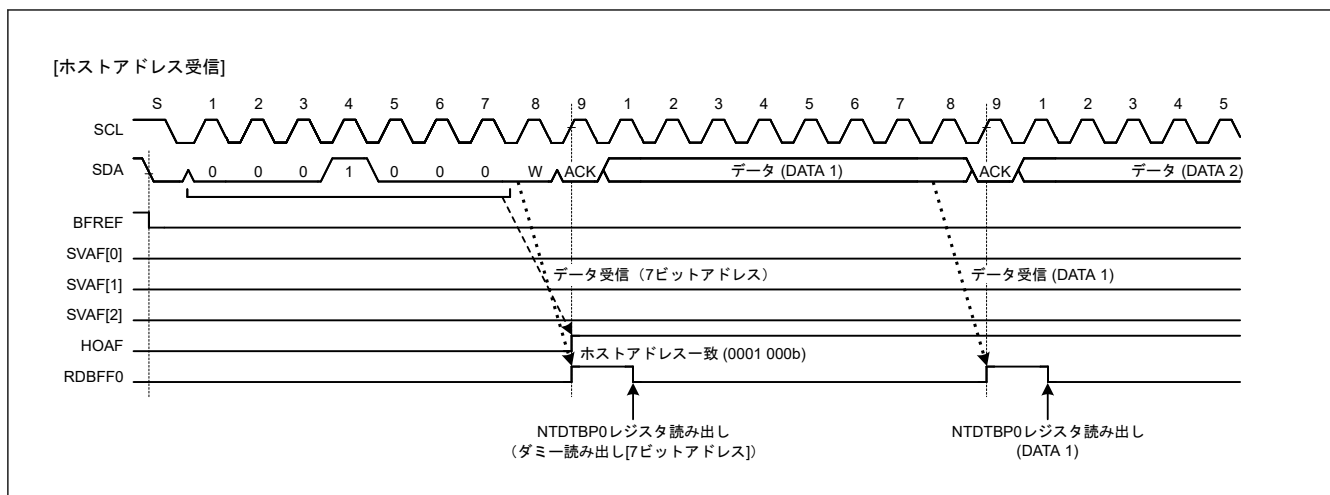 [ホストアドレス受信]
S 1 2 3 4 5 6 7 8 9 1 2 3 4 5 6 7 8 9 1 2 3 4 5
SCL
SDA 0 0 0 1 0 0 0 W ACK データ (DATA 1) ACK データ (DATA 2)
BFREF
SVAF[0]
データ受信（7ビットアドレス） データ受信 (DATA 1)
SVAF[1]
SVAF[2]
HOAF
ホストアドレス一致 (0001 000b)
RDBFF0
NTDTBP0レジスタ読み出し
（ダミー読み出し[7ビットアドレス]）
NTDTBP0レジスタ読み出し
(DATA 1)